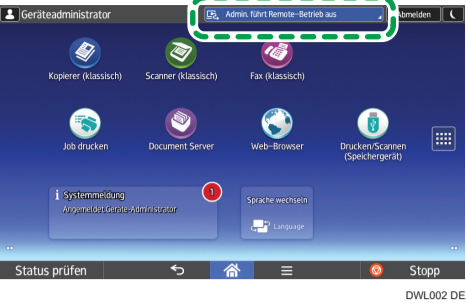 Geräteadministrator
Admin. führt Remote-Betrieb aus
Abmelden
Kopierer (klassisch)
Scanner (klassisch)
Fax (klassisch)
Job drucken
Document Server
Web-Browser
Drucken/Scannen
(Speichergerät)
Systemmeldung
1
Angemeldet:Geräte-Administrator
Sprache wechseln
Language
Status prüfen
Stopp
DWL002 DE